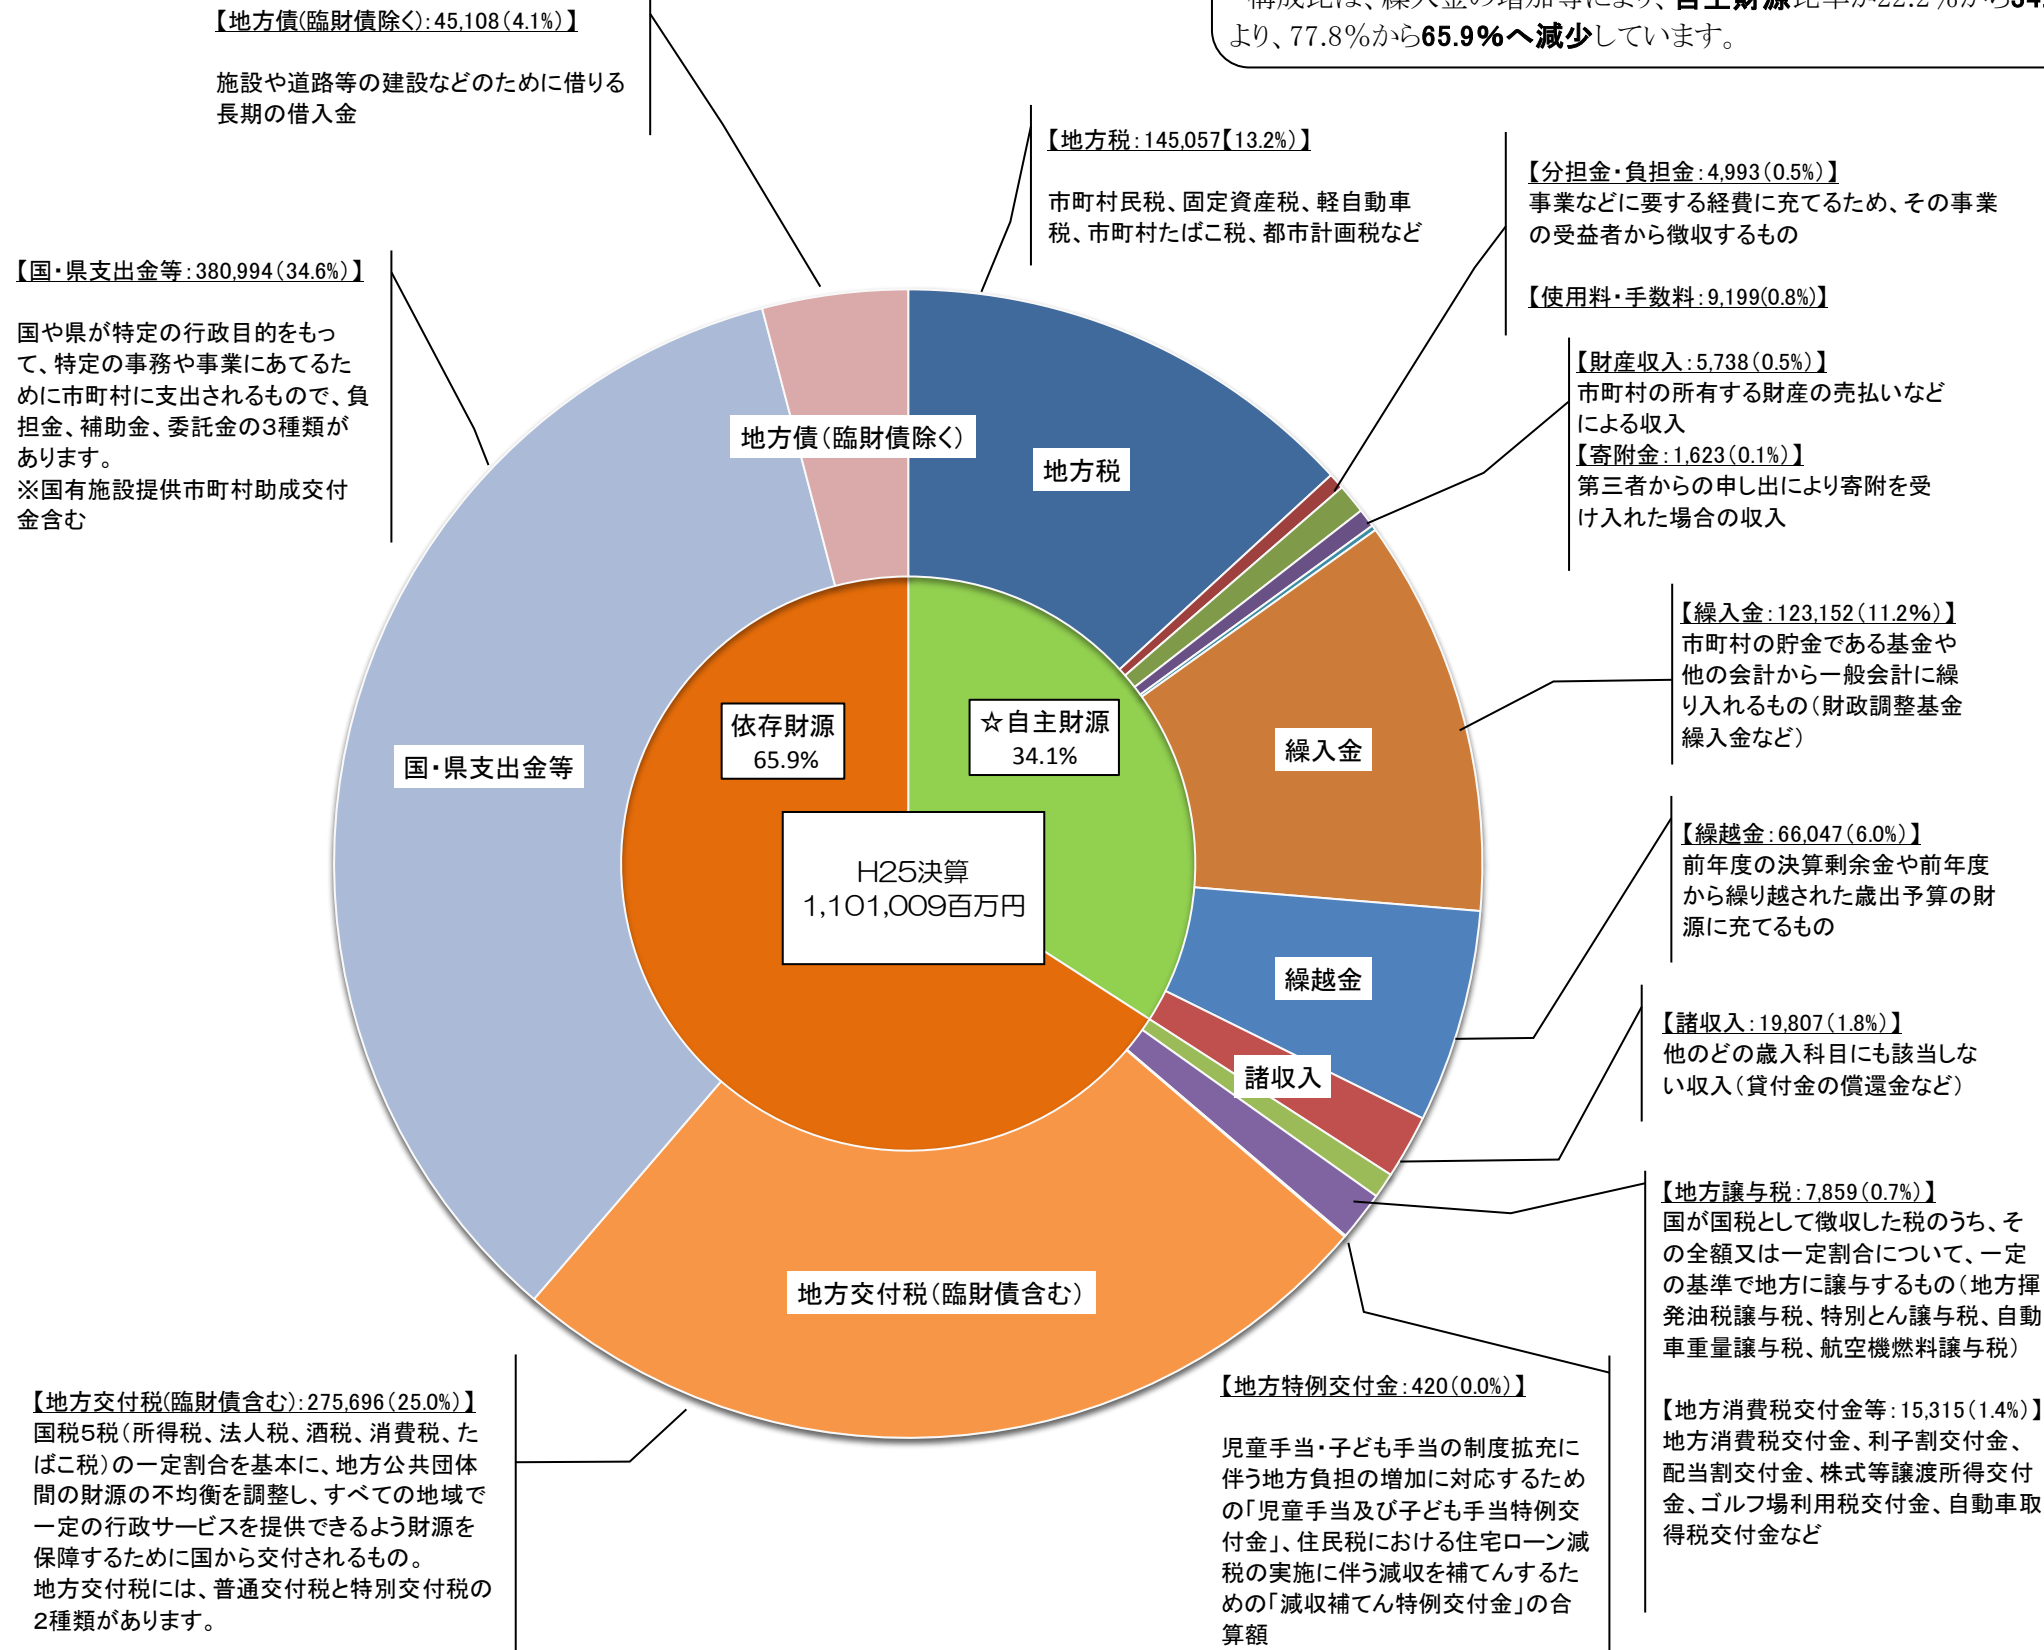 構成比は、繰入金の増加等により、自主財源比率が22.2％から34.
より、77.8％から65.9％へ減少しています。
【地方債(臨財債除く):45,108(4.1%)】
施設や道路等の建設などのために借りる
長期の借入金
【地方税:145,057【13.2%)】
市町村民税、固定資産税、軽自動車
税、市町村たばこ税、都市計画税など
【分担金・負担金:4,993(0.5%)】
事業などに要する経費に充てるため、その事業
の受益者から徴収するもの
【使用料・手数料:9,199(0.8%)】
【国・県支出金等:380,994(34.6%)】
国や県が特定の行政目的をもっ
て、特定の事務や事業にあてるた
めに市町村に支出されるもので、負
担金、補助金、委託金の3種類が
あります。
※国有施設提供市町村助成交付
金含む
【財産収入:5,738(0.5%)】
市町村の所有する財産の売払いなど
による収入
【寄附金:1,623(0.1%)】
第三者からの申し出により寄附を受
け入れた場合の収入
地方債(臨財債除く)
地方税
【繰入金:123,152(11.2%)】
市町村の貯金である基金や
他の会計から一般会計に繰
り入れるもの(財政調整基金
繰入金など)
依存財源
65.9%
☆自主財源
34.1%
国・県支出金等
繰入金
H25決算
1,101,009百万円
【繰越金:66,047(6.0%)】
前年度の決算剰余金や前年度
から繰り越された歳出予算の財
源に充てるもの
繰越金
【諸収入:19,807(1.8%)】
他のどの歳入科目にも該当しな
い収入(貸付金の償還金など)
諸収入
【地方譲与税:7,859(0.7%)】
国が国税として徴収した税のうち、そ
の全額又は一定割合について、一定
の基準で地方に譲与するもの(地方揮
発油税譲与税、特別とん譲与税、自動
車重量譲与税、航空機燃料譲与税)
地方交付税(臨財債含む)
【地方消費税交付金等:15,315(1.4%)】
地方消費税交付金、利子割交付金、
配当割交付金、株式等譲渡所得交付
金、ゴルフ場利用税交付金、自動車取
得税交付金など
【地方特例交付金:420(0.0%)】
児童手当・子ども手当の制度拡充に
伴う地方負担の増加に対応するため
の「児童手当及び子ども手当特例交
付金」、住民税における住宅ローン減
税の実施に伴う減収を補てんするた
めの「減収補てん特例交付金」の合
算額
【地方交付税(臨財債含む):275,696(25.0%)】
国税5税(所得税、法人税、酒税、消費税、た
ばこ税)の一定割合を基本に、地方公共団体
間の財源の不均衡を調整し、すべての地域で
一定の行政サービスを提供できるよう財源を
保障するために国から交付されるもの。
地方交付税には、普通交付税と特別交付税の
2種類があります。